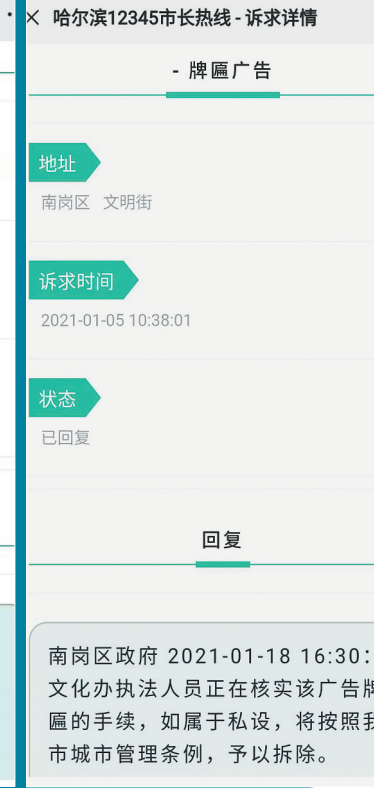 哈尔滨12345市长热线 - 诉求详情
- 牌匾广告
地址
南岗区 文明街
诉求时间
2021-01-05 10:38:01
状态
已回复
回复
南岗区政府 2021-01-18 16:30:
文化办执法人员正在核实该广告牌
匾的手续，如属于私设，将按照我
市城市管理条例，予以拆除。